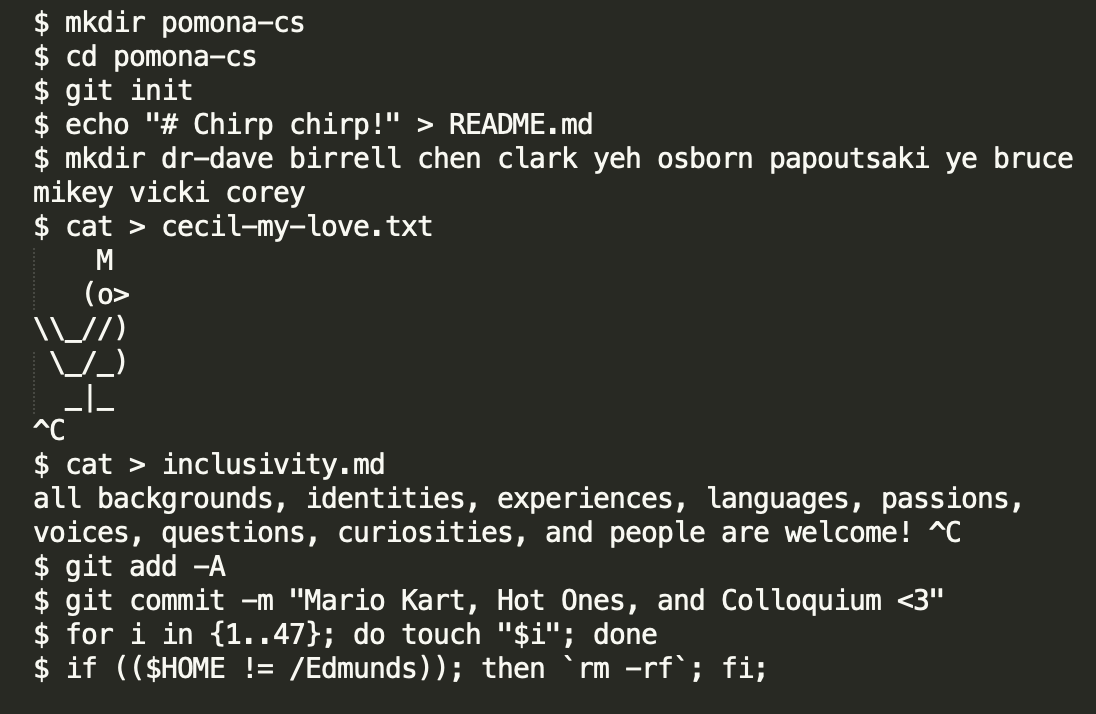 $ mkdir pomona-cs
$ cd pomona-cs
$ git init
$ echo "# Chirp chirp!" > README.md
$ mkdir dr-dave birrell chen clark yeh osborn papoutsaki ye bruce
mikey vicki corey
$ cat > cecil-my-love.txt
    M
   (o>
\\_//)
 \_/_)
  _|_
^C
$ cat > inclusivity.md
all backgrounds, identities, experiences, languages, passions,
voices, questions, curiosities, and people are welcome! ^C
$ git add -A
$ git commit -m "Mario Kart, Hot Ones, and Colloquium <3"
$ for i in {1..47}; do touch "$i"; done
$ if (($HOME != /Edmunds)); then `rm -rf`; fi;